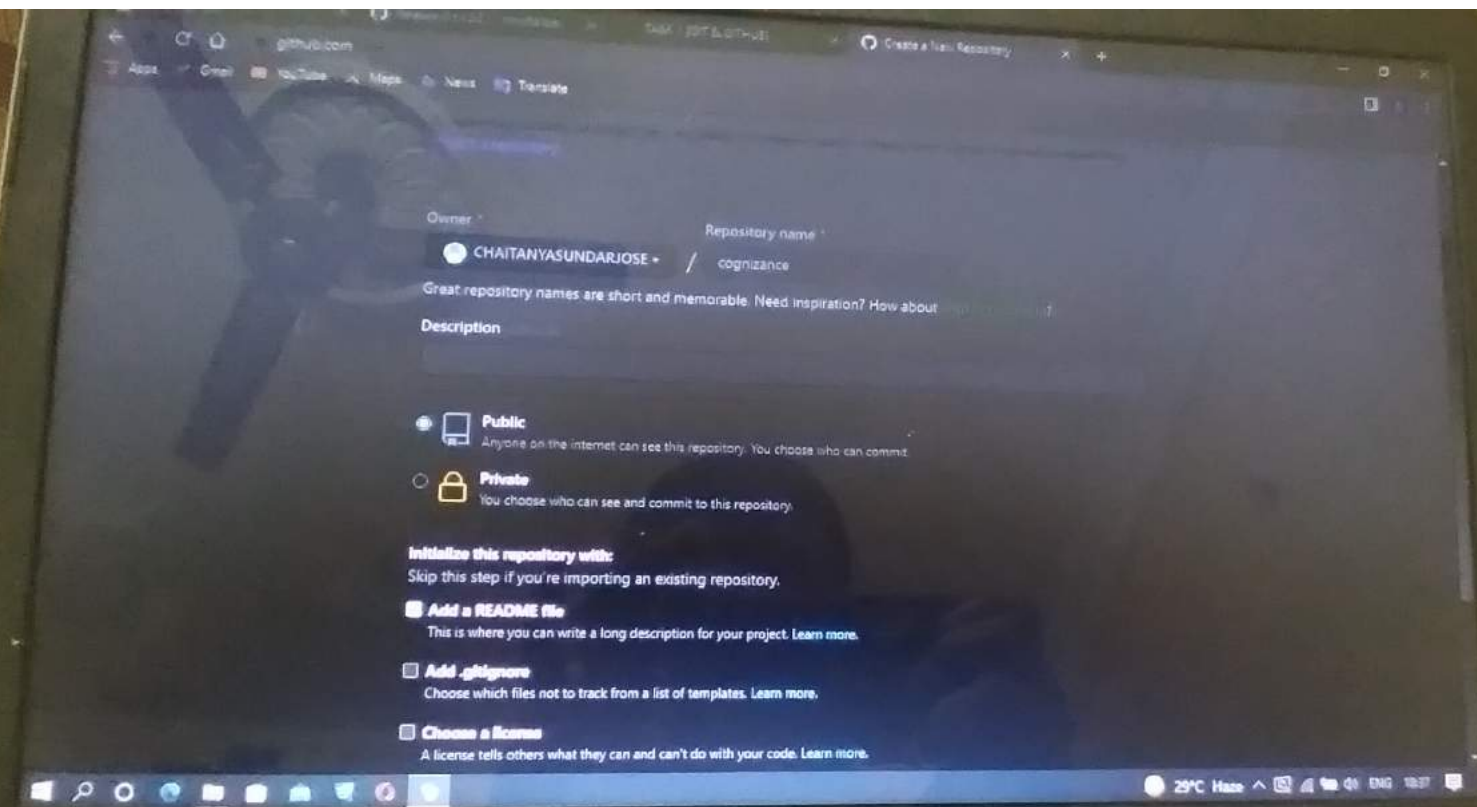 TASK
Create a New Repository
github.com
Apps Gmail YouTube Maps News Translate
Owner *
Repository name *
CHAITANYASUNDARJOSE
/
cognizance
Great repository names are short and memorable. Need inspiration? How about
Description
Public
Anyone on the internet can see this repository. You choose who can commit.
Private
You choose who can see and commit to this repository.
Initialize this repository with:
Skip this step if you're importing an existing repository.
Add a README file
This is where you can write a long description for your project. Learn more.
Add .gitignore
Choose which files not to track from a list of templates. Learn more.
Choose a license
A license tells others what they can and can't do with your code. Learn more.
29°C Haze ENG 18:37